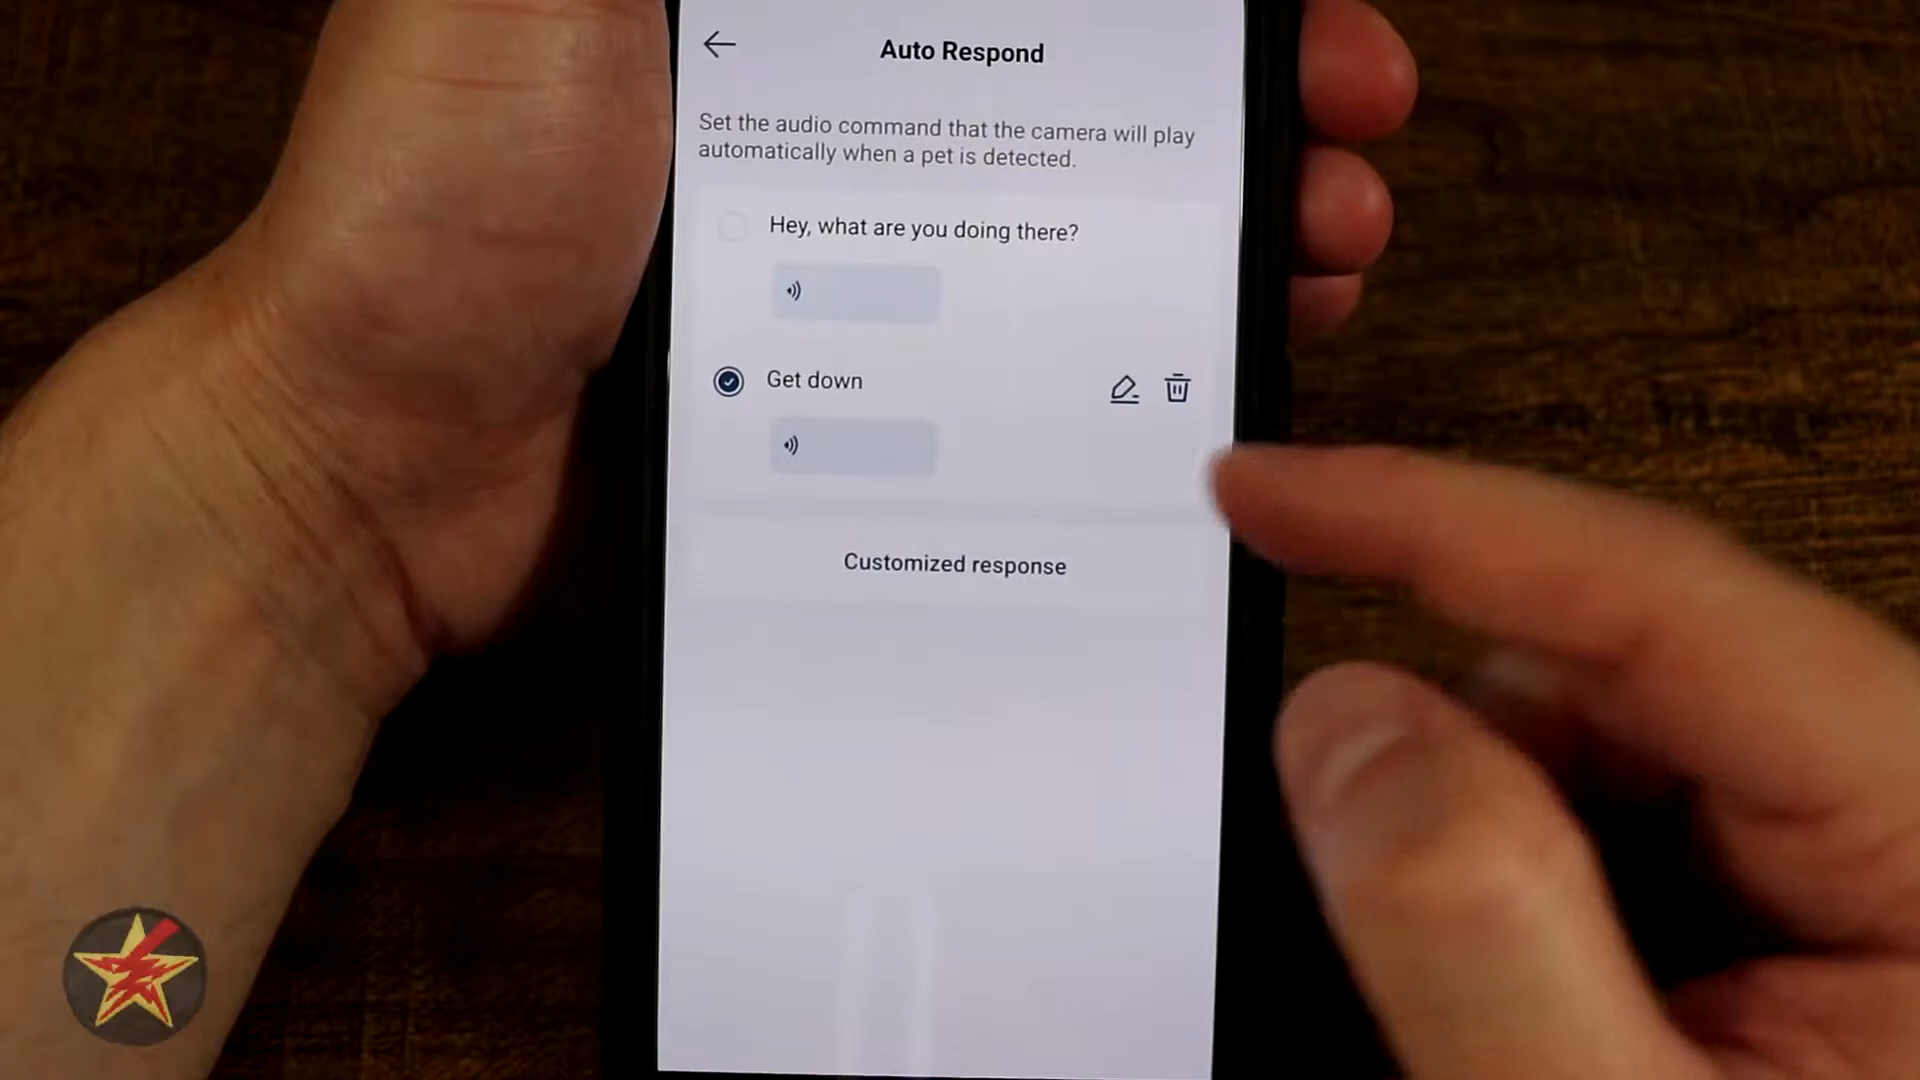 Auto Respond
Set the audio command that the camera will play
automatically when a pet is detected.
Hey, what are you doing there?
Get down
Customized response